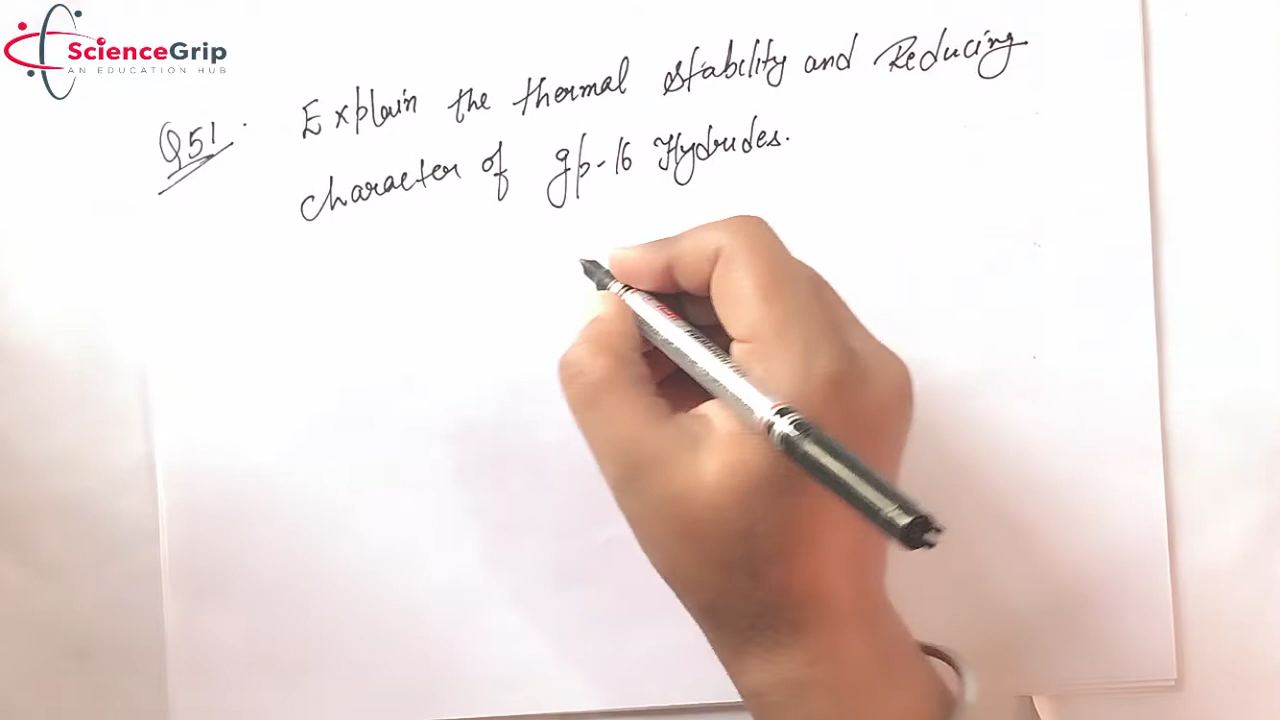 ScienceGrip
AN EDUCATION HUB
Q51. Explain the thermal stability and Reducing
character of gp-16 Hydrides.